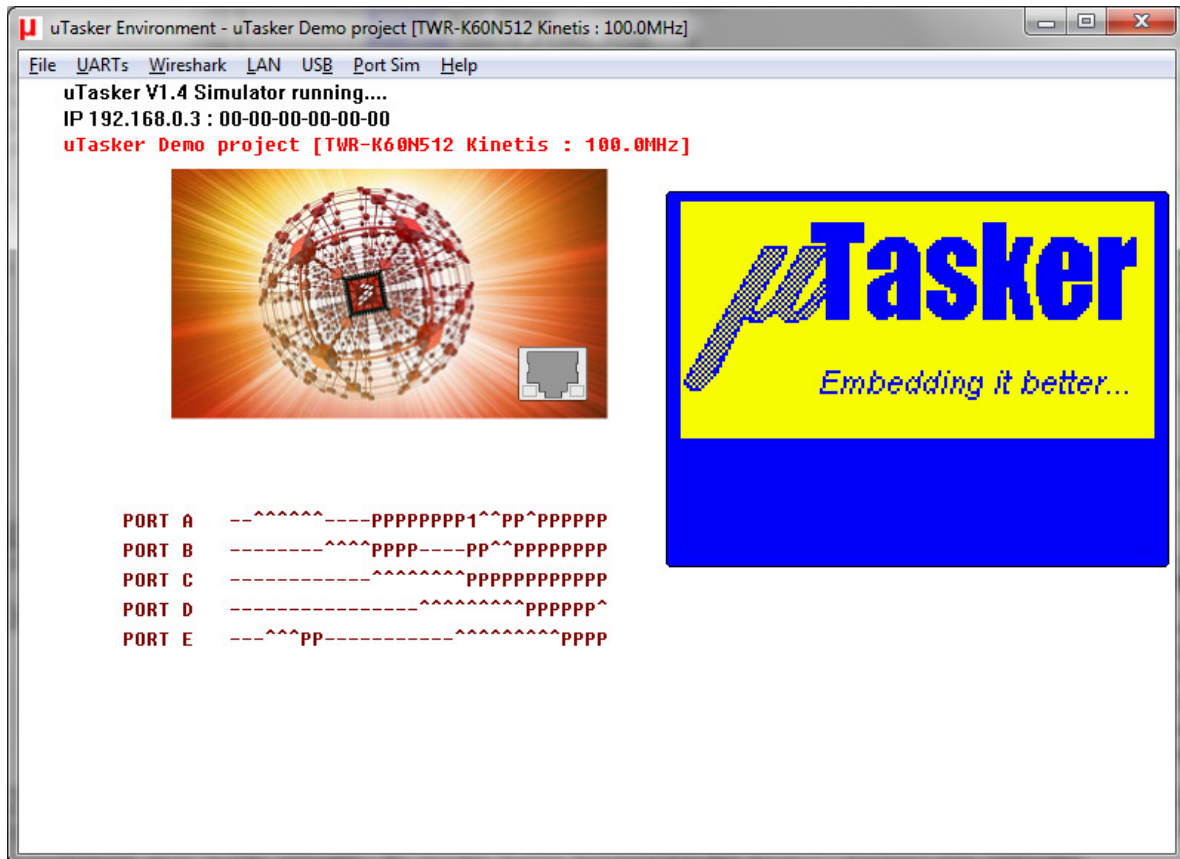 uTasker Environment - uTasker Demo project [TWR-K60N512 Kinetis : 100.0MHz]
File UARTs Wireshark LAN USB Port Sim Help
uTasker V1.4 Simulator running....
IP 192.168.0.3 : 00-00-00-00-00-00
uTasker Demo project [TWR-K60N512 Kinetis : 100.0MHz]
µTasker
Embedding it better...
PORT A --^^^^^^----PPPPPPPP1^^PP^PPPPPP
PORT B --------^^^^PPPP----PP^^PPPPPPPP
PORT C ------------^^^^^^^^PPPPPPPPPPPP
PORT D ----------------^^^^^^^^^PPPPPP^
PORT E ---^^^PP-----------^^^^^^^^^PPPP